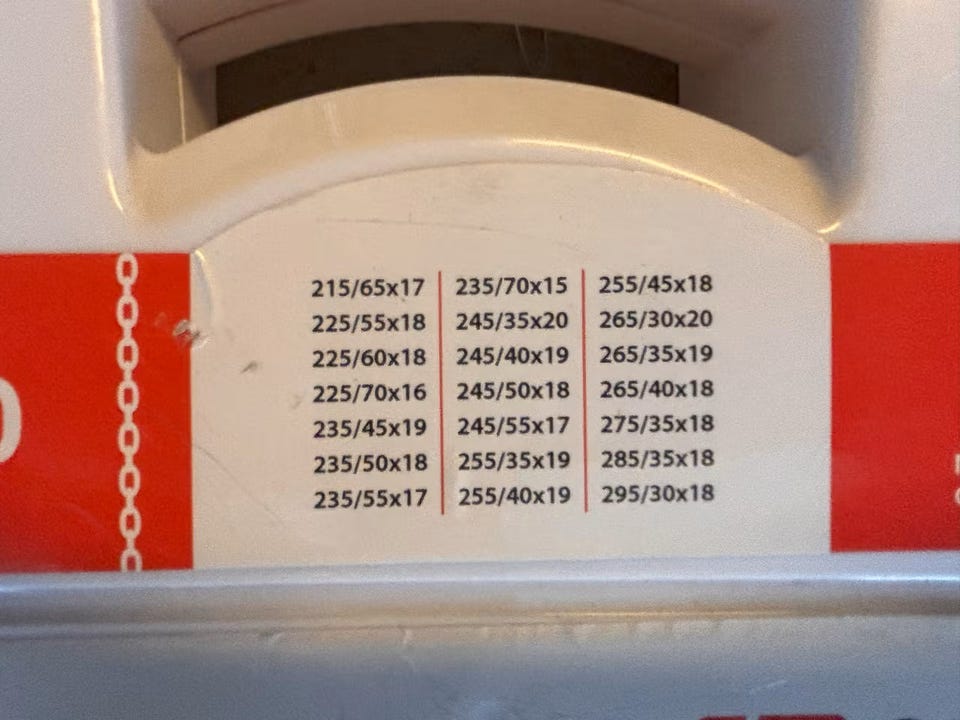 215/65x17 235/70x15 255/45x18
225/55x18 245/35x20 265/30x20
225/60x18 245/40x19 265/35x19
225/70x16 245/50x18 265/40x18
235/45x19 245/55x17 275/35x18
235/50x18 255/35x19 285/35x18
235/55x17 255/40x19 295/30x18